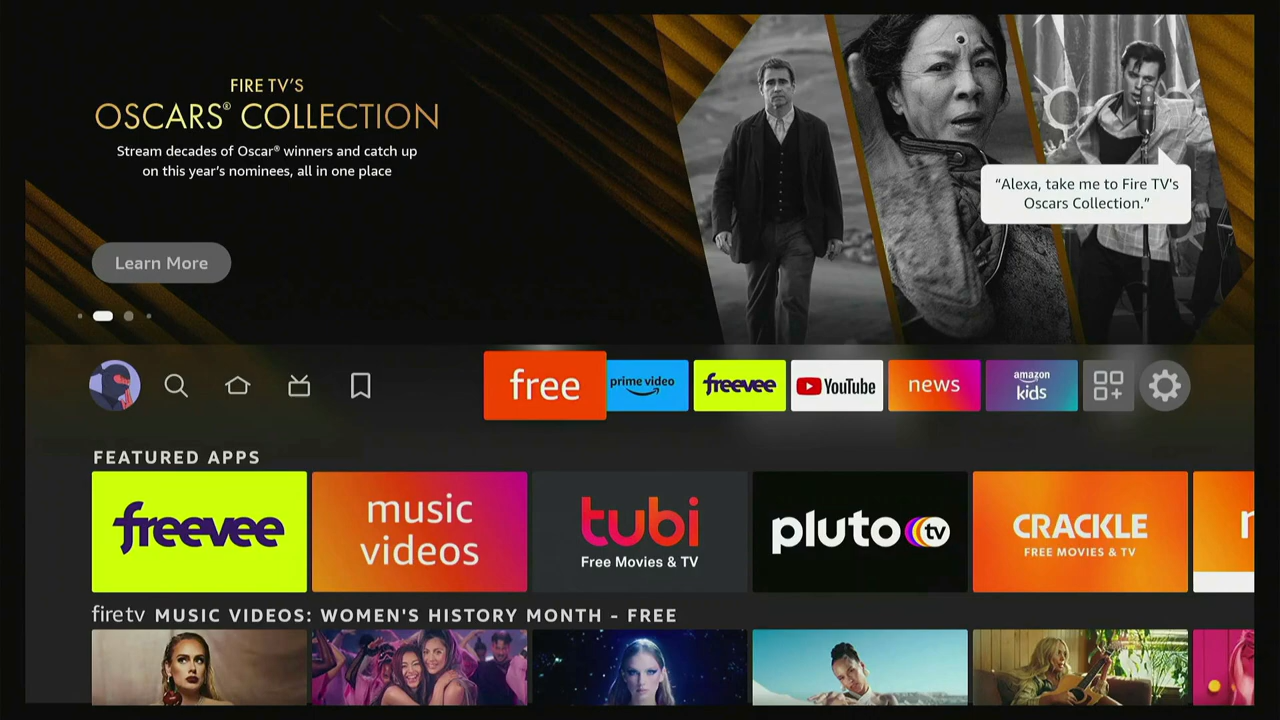 FIRE TV'S
OSCARS® COLLECTION
Stream decades of Oscar® winners and catch up
on this year's nominees, all in one place
"Alexa, take me to Fire TV's
Oscars Collection."
Learn More
free
prime video
freevee
YouTube
news
amazon
kids
FEATURED APPS
freevee
music
videos
tubi
Free Movies & TV
pluto tv
CRACKLE
FREE MOVIES & TV
firetv MUSIC VIDEOS: WOMEN'S HISTORY MONTH - FREE